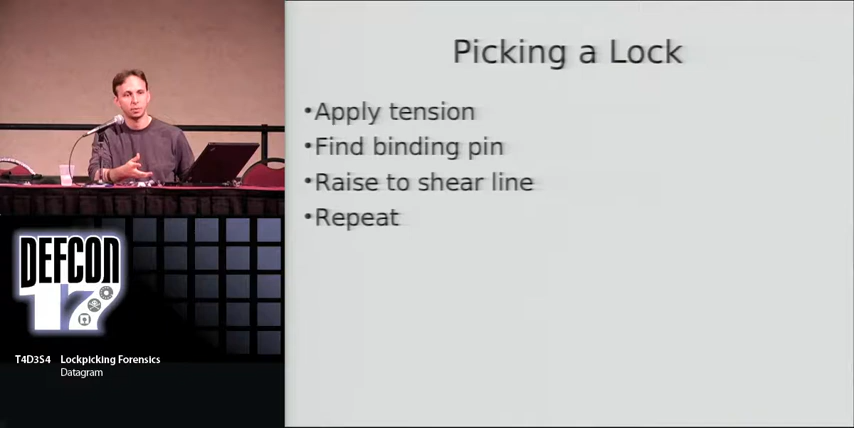 Picking a Lock
•Apply tension
•Find binding pin
•Raise to shear line
•Repeat
DEFCON
17
T4D3S4 Lockpicking Forensics
Datagram